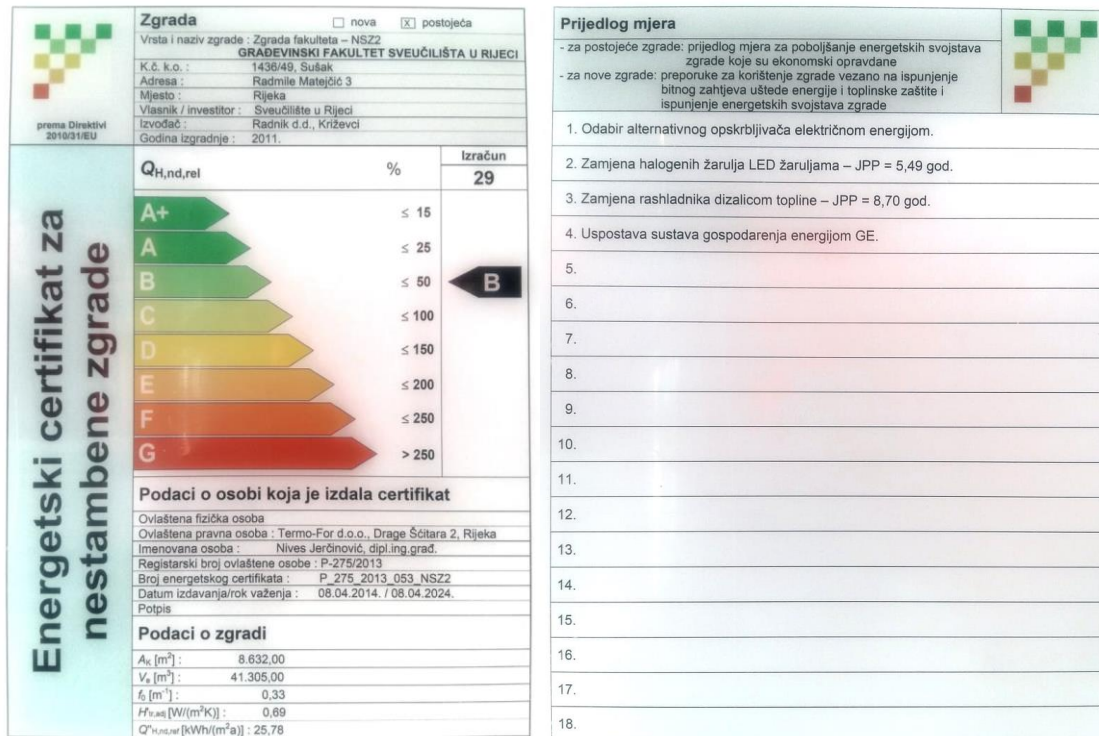 prema Direktivi
2010/31/EU
Energetski certifikat za
nestambene zgrade
Zgrada
nova
X postojeća
Vrsta i naziv zgrade : Zgrada fakulteta – NSZ2
GRAĐEVINSKI FAKULTET SVEUČILIŠTA U RIJECI
K.č. k.o. : 1436/49, Sušak
Adresa : Radmile Matejčić 3
Mjesto : Rijeka
Vlasnik / investitor : Sveučilište u Rijeci
Izvođač : Radnik d.d., Križevci
Godina izgradnje : 2011.
QH,nd,rel % Izračun
29
A+ ≤ 15
A ≤ 25
B ≤ 50 B
C ≤ 100
D ≤ 150
E ≤ 200
F ≤ 250
G > 250
Podaci o osobi koja je izdala certifikat
Ovlaštena fizička osoba
Ovlaštena pravna osoba : Termo-For d.o.o., Drage Šćitara 2, Rijeka
Imenovana osoba : Nives Jerčinović, dipl.ing.građ.
Registarski broj ovlaštene osobe : P-275/2013
Broj energetskog certifikata : P_275_2013_053_NSZ2
Datum izdavanja/rok važenja : 08.04.2014. / 08.04.2024.
Potpis
Podaci o zgradi
AK [m²] : 8.632,00
Ve [m³] : 41.305,00
f0 [m⁻¹] : 0,33
H'tr,adj [W/(m²K)] : 0,69
Q''H,nd,ref [kWh/(m²a)] : 25,78
Prijedlog mjera
- za postojeće zgrade: prijedlog mjera za poboljšanje energetskih svojstava
zgrade koje su ekonomski opravdane
- za nove zgrade: preporuke za korištenje zgrade vezano na ispunjenje
bitnog zahtjeva uštede energije i toplinske zaštite i
ispunjenje energetskih svojstava zgrade
1. Odabir alternativnog opskrbljivača električnom energijom.
2. Zamjena halogenih žarulja LED žaruljama – JPP = 5,49 god.
3. Zamjena rashladnika dizalicom topline – JPP = 8,70 god.
4. Uspostava sustava gospodarenja energijom GE.
5.
6.
7.
8.
9.
10.
11.
12.
13.
14.
15.
16.
17.
18.